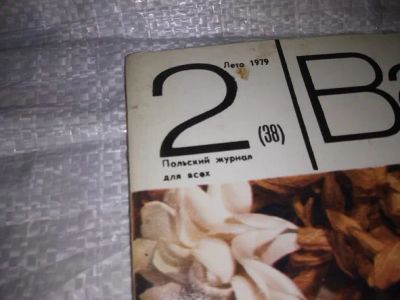 Лето 1979
2 (38)
Польский журнал
для всех